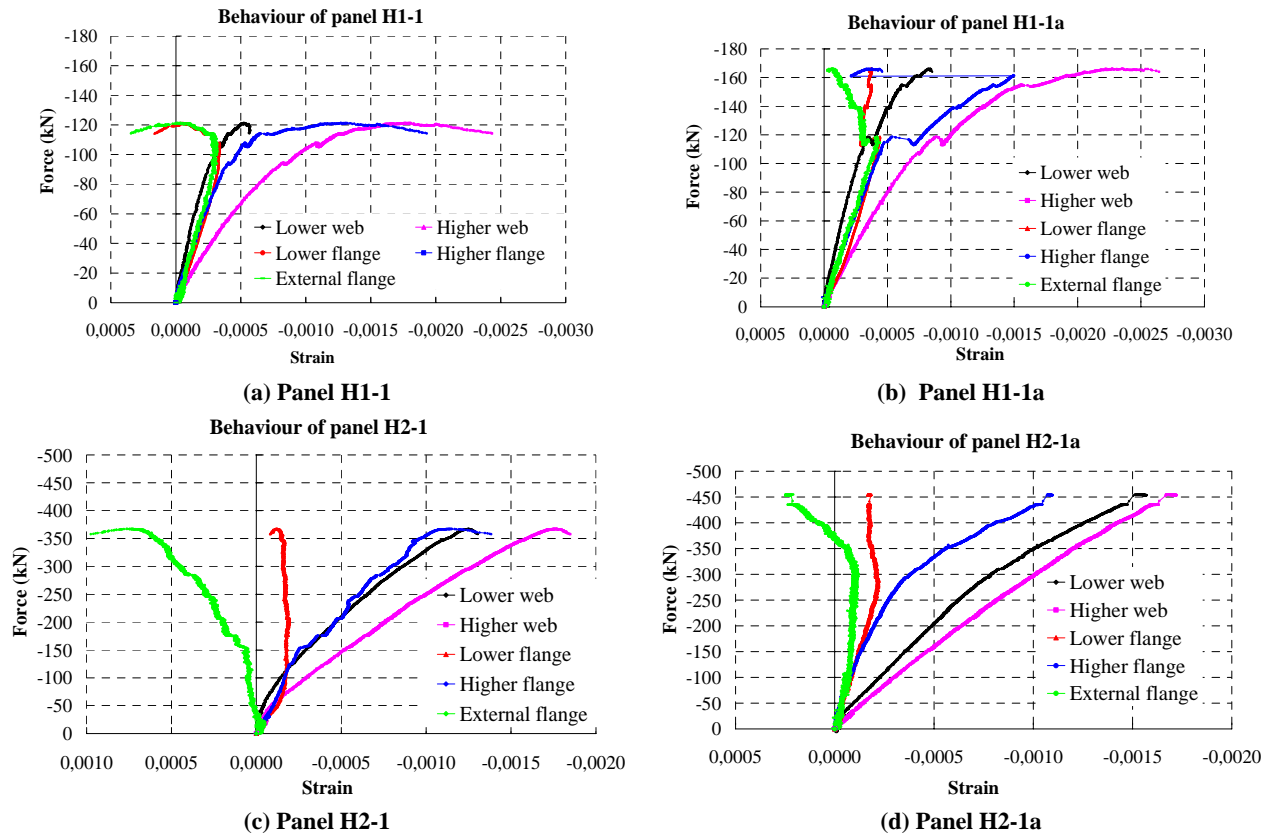 Behaviour of panel H1-1
Force (kN)
-180
-160
-140
-120
-100
-80
-60
-40
-20
0
Lower web
Higher web
Lower flange
Higher flange
External flange
0,0005 0,0000 -0,0005 -0,0010 -0,0015 -0,0020 -0,0025 -0,0030
Strain
(a) Panel H1-1
Behaviour of panel H1-1a
Force (kN)
-180
-160
-140
-120
-100
-80
-60
-40
-20
0
Lower web
Higher web
Lower flange
Higher flange
External flange
0,0005 0,0000 -0,0005 -0,0010 -0,0015 -0,0020 -0,0025 -0,0030
Strain
(b) Panel H1-1a
Behaviour of panel H2-1
Force (kN)
-500
-450
-400
-350
-300
-250
-200
-150
-100
-50
0
Lower web
Higher web
Lower flange
Higher flange
External flange
0,0010 0,0005 0,0000 -0,0005 -0,0010 -0,0015 -0,0020
Strain
(c) Panel H2-1
Behaviour of panel H2-1a
Force (kN)
-500
-450
-400
-350
-300
-250
-200
-150
-100
-50
0
Lower web
Higher web
Lower flange
Higher flange
External flange
0,0005 0,0000 -0,0005 -0,0010 -0,0015 -0,0020
Strain
(d) Panel H2-1a